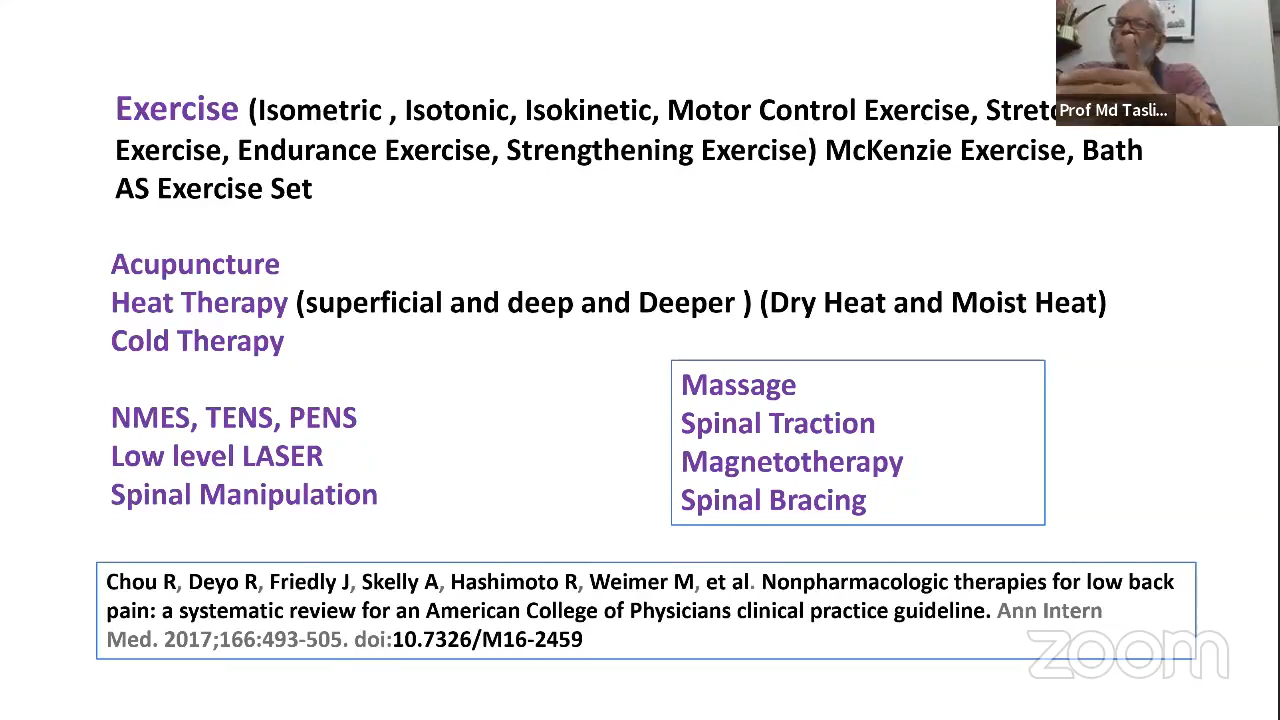 Exercise (Isometric , Isotonic, Isokinetic, Motor Control Exercise,
Exercise, Endurance Exercise, Strengthening Exercise) McKenzie Exercise, Bath
AS Exercise Set
Prof Md Tasli...
Acupuncture
Heat Therapy (superficial and deep and Deeper ) (Dry Heat and Moist Heat)
Cold Therapy
NMES, TENS, PENS
Low level LASER
Spinal Manipulation
Massage
Spinal Traction
Magnetotherapy
Spinal Bracing
Chou R, Deyo R, Friedly J, Skelly A, Hashimoto R, Weimer M, et al. Nonpharmacologic therapies for low back
pain: a systematic review for an American College of Physicians clinical practice guideline. Ann Intern
Med. 2017;166:493-505. doi:10.7326/M16-2459
zoom